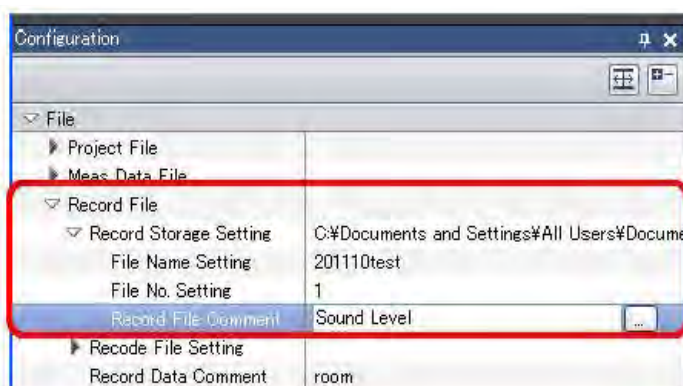 Configuration
File
Project File
Meas Data File
Record File
Record Storage Setting C:¥Documents and Settings¥All Users¥Docume
File Name Setting 201110test
File No. Setting 1
Record File Comment Sound Level ...
Recode File Setting
Record Data Comment room